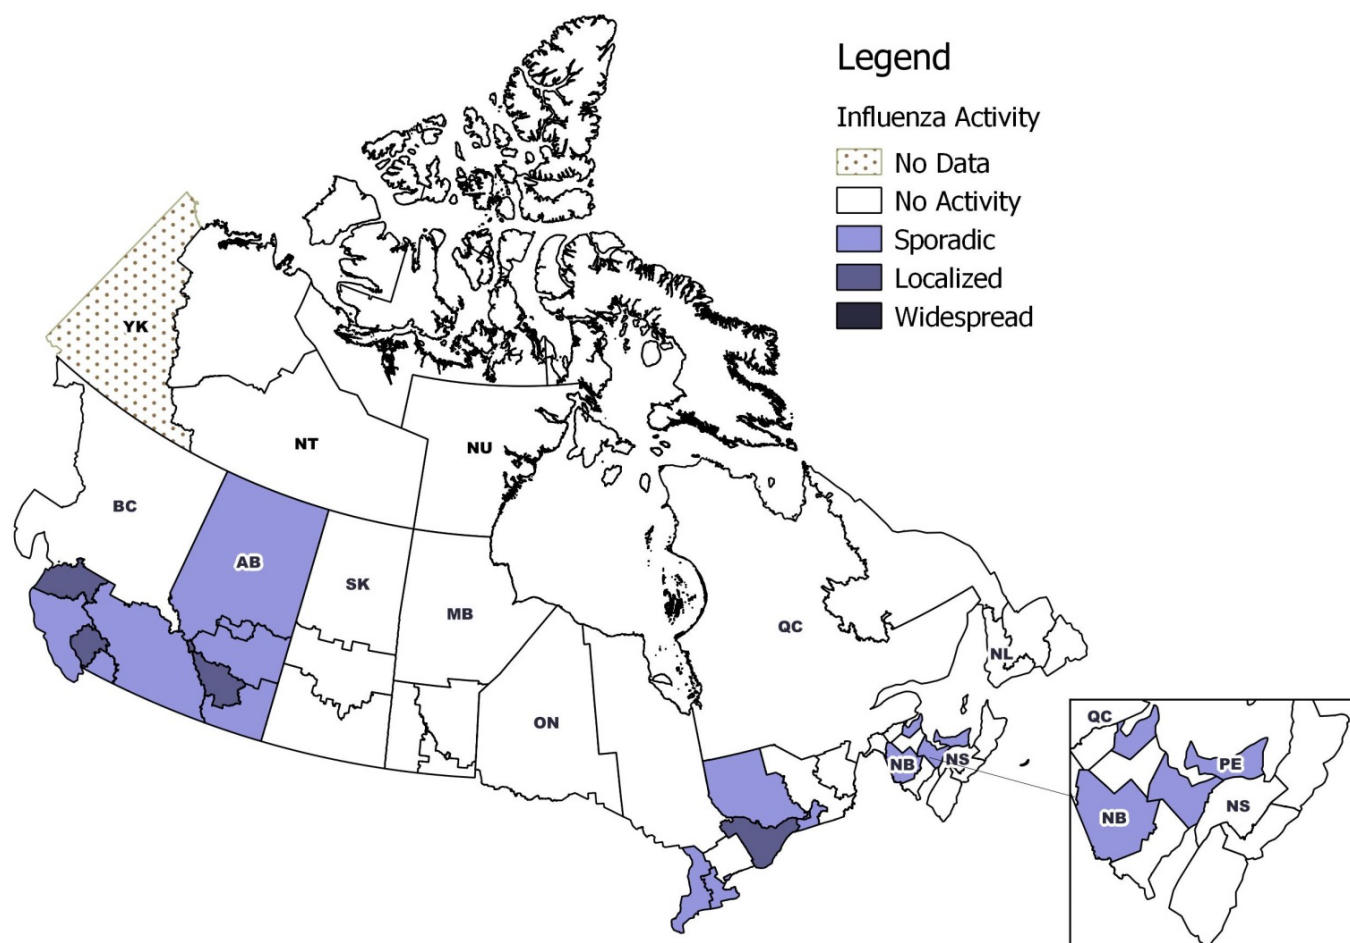 Legend
Influenza Activity
No Data
No Activity
Sporadic
Localized
Widespread
YK
NT
NU
BC
AB
SK
MB
QC
NL
ON
NB
NS
QC
PE
NB
NS